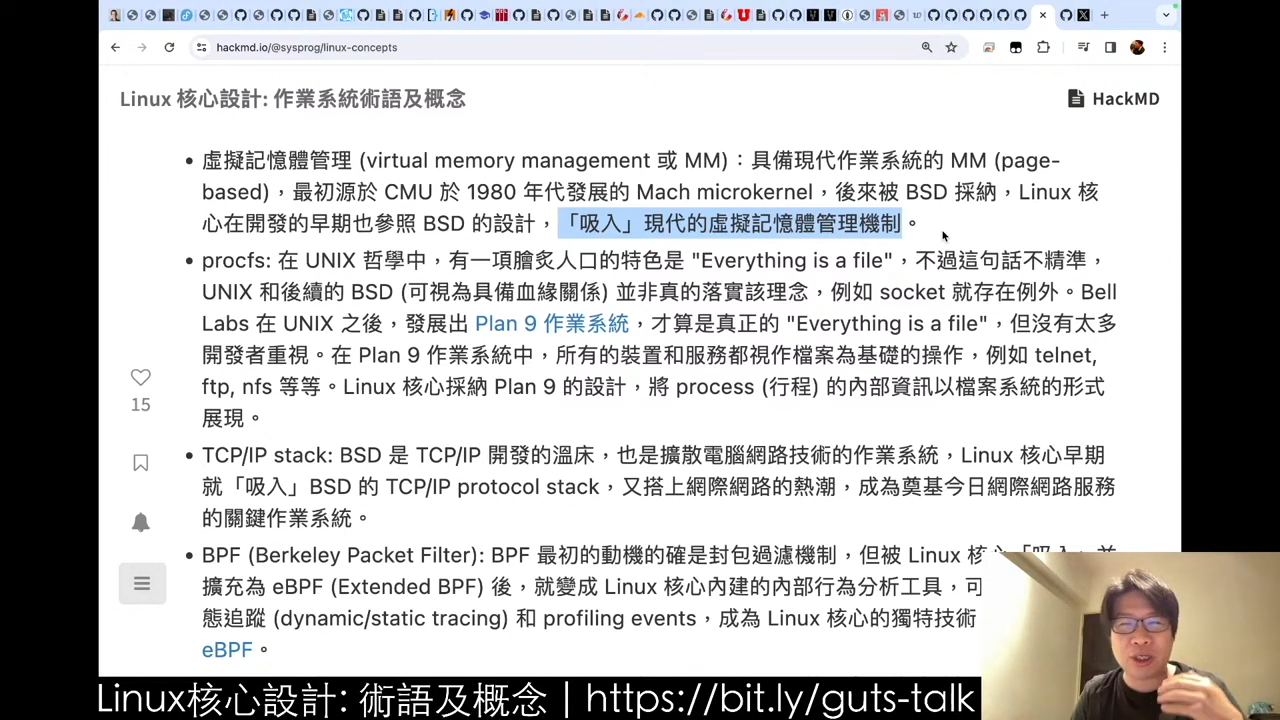 hackmd.io/@sysprog/linux-concepts
Linux 核心設計: 作業系統術語及概念
HackMD
虛擬記憶體管理 (virtual memory management 或 MM)：具備現代作業系統的 MM (page-
based)，最初源於 CMU 於 1980 年代發展的 Mach microkernel，後來被 BSD 採納，Linux 核
心在開發的早期也參照 BSD 的設計，「吸入」現代的虛擬記憶體管理機制。
procfs: 在 UNIX 哲學中，有一項膾炙人口的特色是 "Everything is a file"，不過這句話不精準，
UNIX 和後續的 BSD (可視為具備血緣關係) 並非真的落實該理念，例如 socket 就存在例外。Bell
Labs 在 UNIX 之後，發展出 Plan 9 作業系統，才算是真正的 "Everything is a file"，但沒有太多
開發者重視。在 Plan 9 作業系統中，所有的裝置和服務都視作檔案為基礎的操作，例如 telnet,
ftp, nfs 等等。Linux 核心採納 Plan 9 的設計，將 process (行程) 的內部資訊以檔案系統的形式
展現。
15
TCP/IP stack: BSD 是 TCP/IP 開發的溫床，也是擴散電腦網路技術的作業系統，Linux 核心早期
就「吸入」BSD 的 TCP/IP protocol stack，又搭上網際網路的熱潮，成為奠基今日網際網路服務
的關鍵作業系統。
BPF (Berkeley Packet Filter): BPF 最初的動機的確是封包過濾機制，但被 Linux 核心「吸入」並
擴充為 eBPF (Extended BPF) 後，就變成 Linux 核心內建的內部行為分析工具，可
態追蹤 (dynamic/static tracing) 和 profiling events，成為 Linux 核心的獨特技術
eBPF。
Linux核心設計: 術語及概念 | https://bit.ly/guts-talk